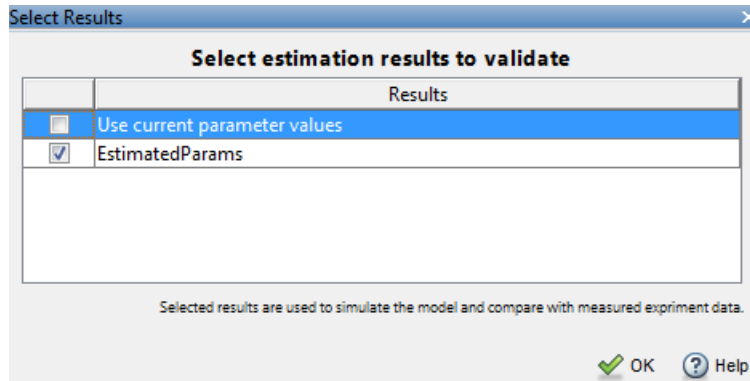 Select Results
Select estimation results to validate
Results
Use current parameter values
EstimatedParams
Selected results are used to simulate the model and compare with measured expriment data.
OK Help